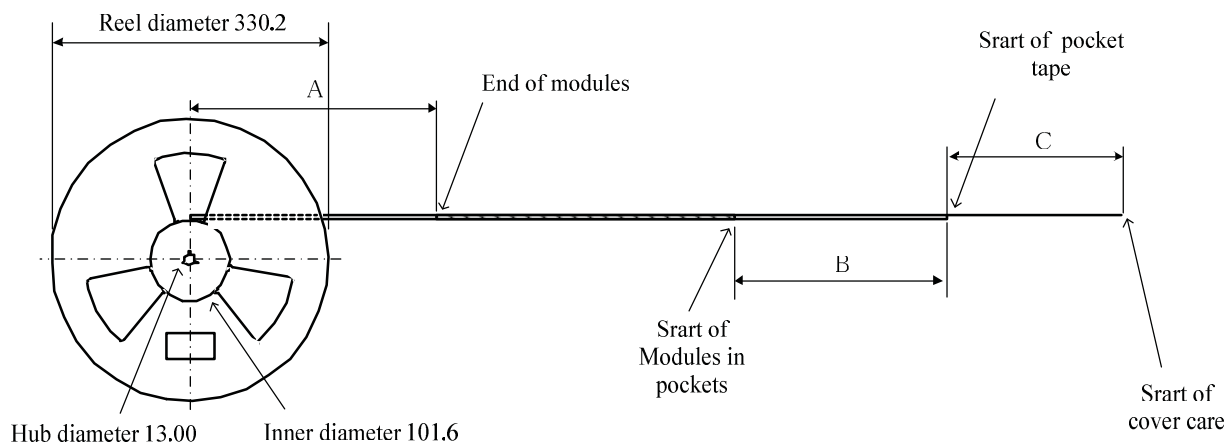 Reel diameter 330.2
A
End of modules
Srart of pocket
tape
C
B
Srart of
Modules in
pockets
Srart of
cover care
Hub diameter 13.00
Inner diameter 101.6